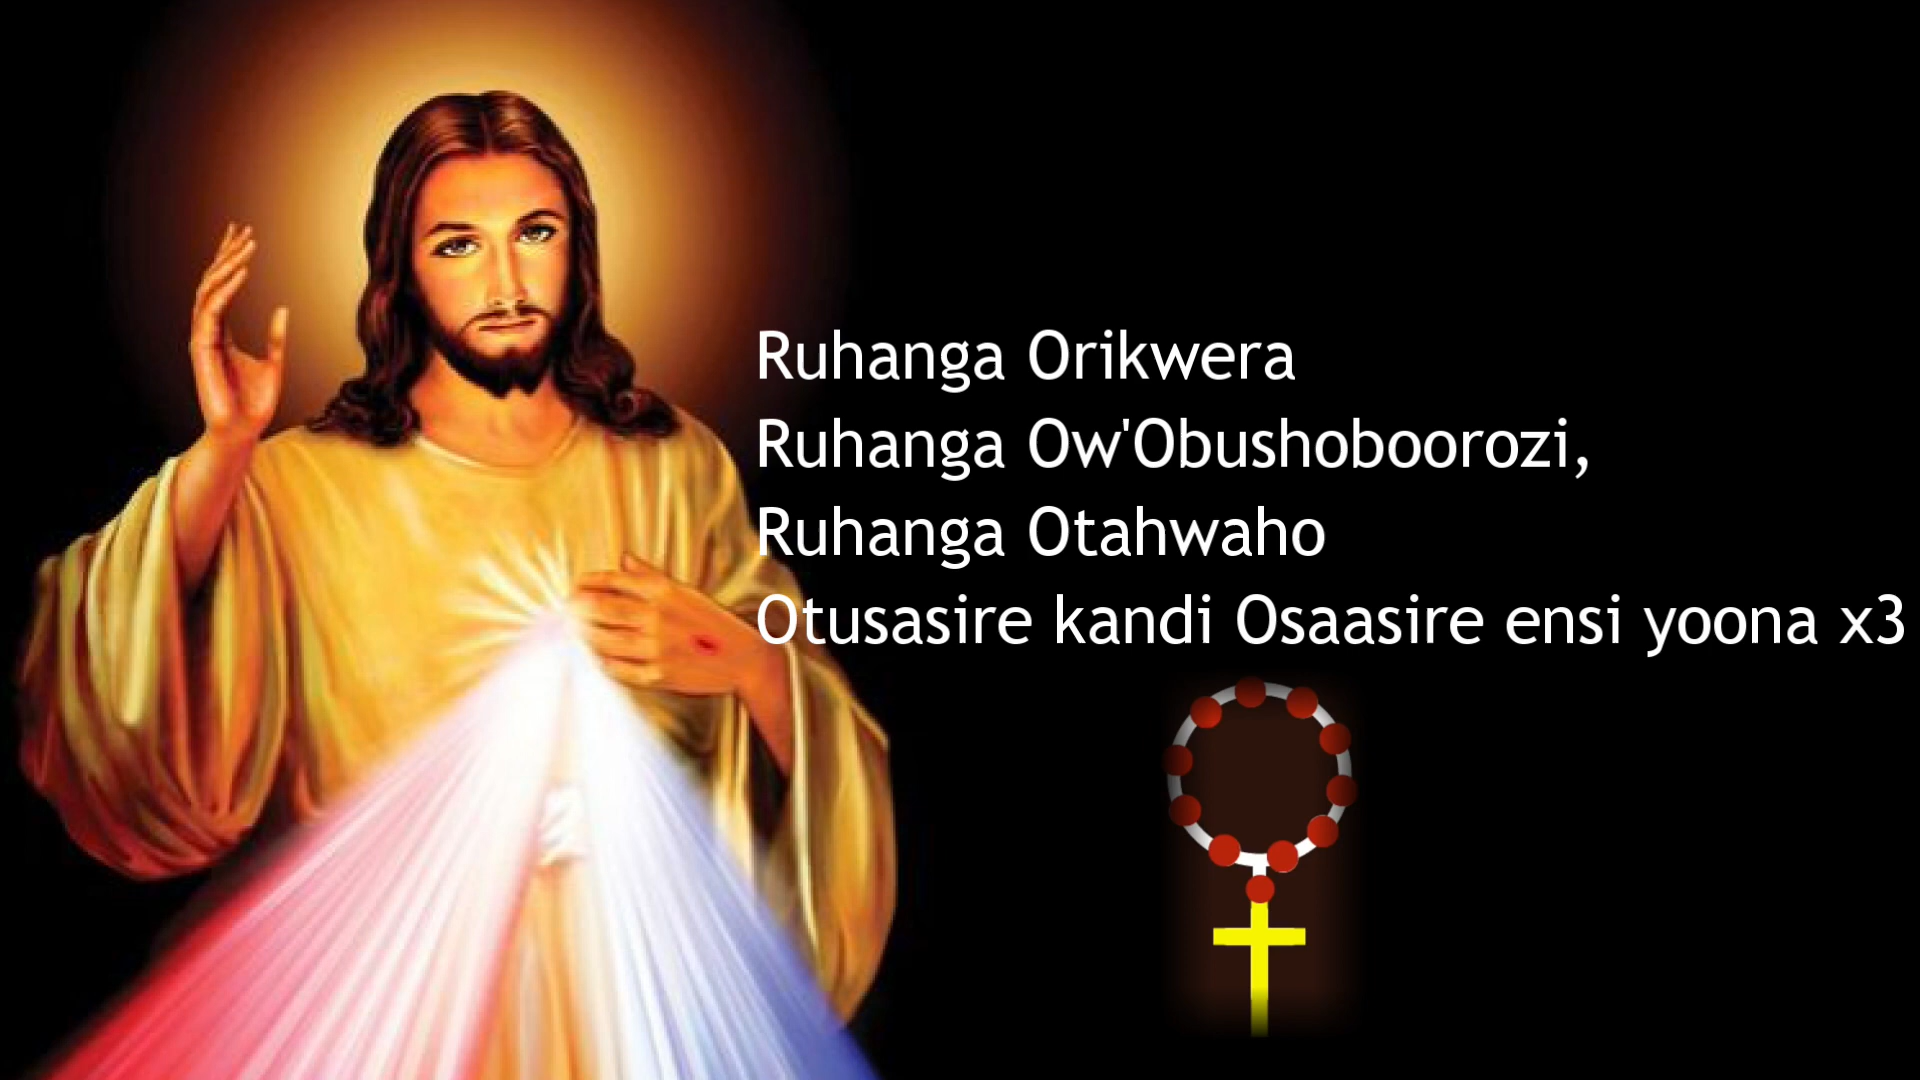 Ruhanga Orikwera
Ruhanga Ow'Obushoboorozi,
Ruhanga Otahwaho
Otusasire kandi Osaasire ensi yoona x3